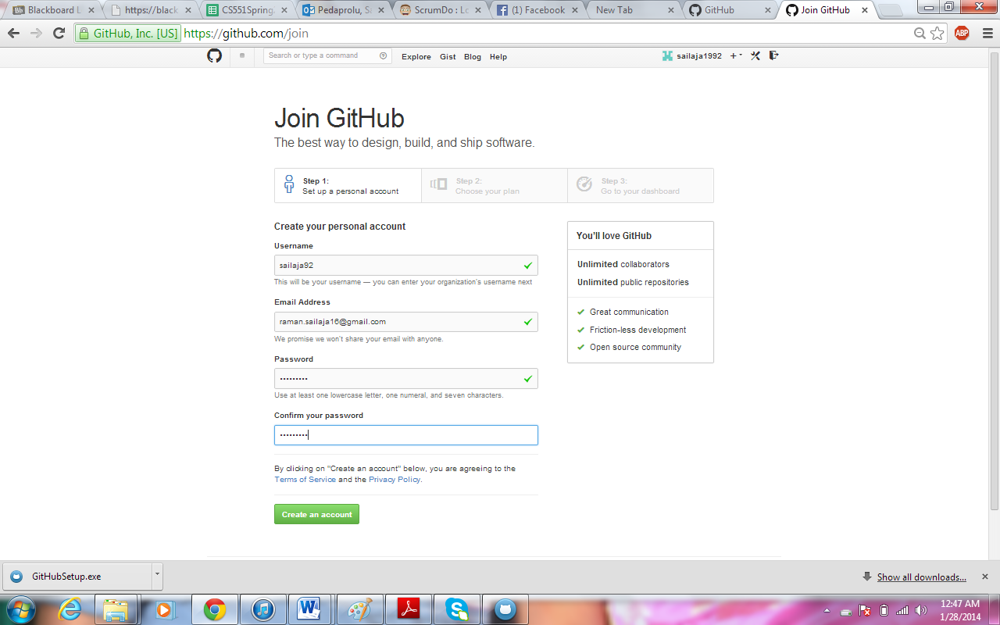 Blackboard L
https://black
CS551Spring
Pedaprolu, S
ScrumDo : Lo
(1) Facebook
New Tab
GitHub
Join GitHub
GitHub, Inc. [US] https://github.com/join
ABP
Search or type a command
Explore Gist Blog Help
sailaja1992
Join GitHub
The best way to design, build, and ship software.
Step 1:
Set up a personal account
Step 2:
Choose your plan
Step 3:
Go to your dashboard
Create your personal account
Username
sailaja92
This will be your username — you can enter your organization's username next
Email Address
raman.sailaja16@gmail.com
We promise we won't share your email with anyone.
Password
•••••••••
Use at least one lowercase letter, one numeral, and seven characters.
Confirm your password
•••••••••
By clicking on "Create an account" below, you are agreeing to the
Terms of Service and the Privacy Policy.
Create an account
You'll love GitHub
Unlimited collaborators
Unlimited public repositories
Great communication
Friction-less development
Open source community
GitHubSetup.exe
Show all downloads...
12:47 AM
1/28/2014